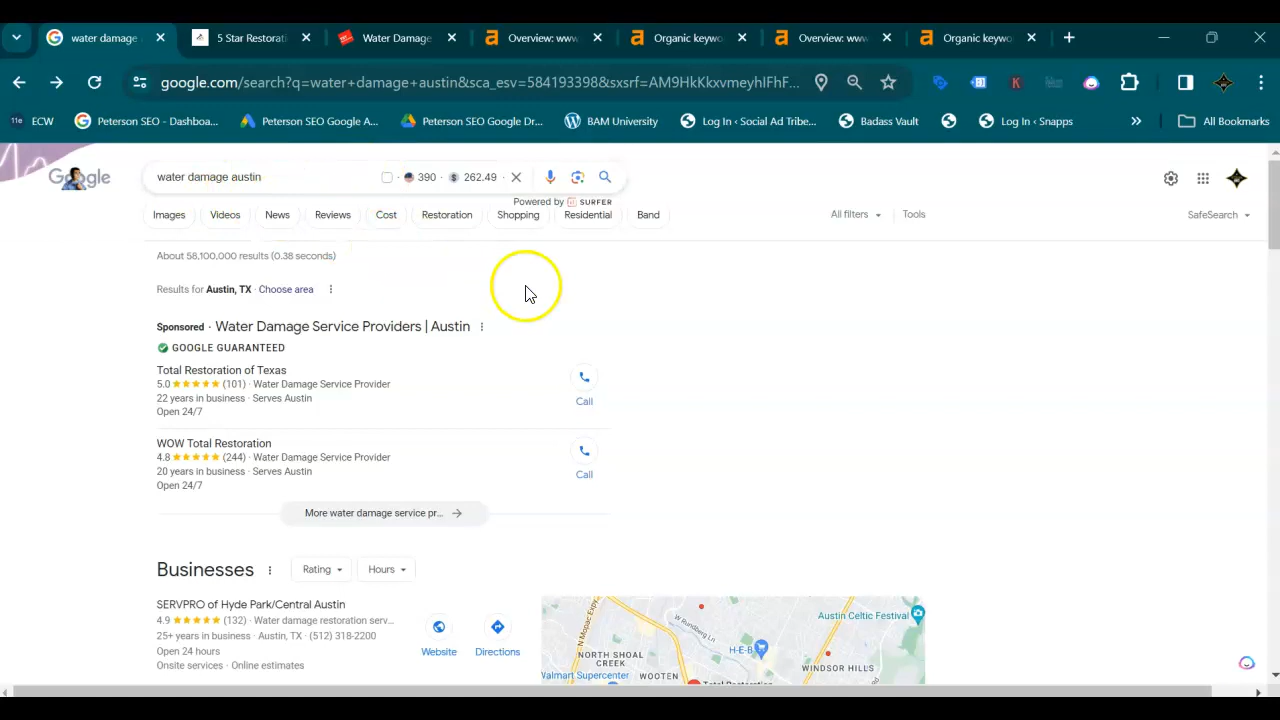 water damage
5 Star Restorati
Water Damage
Overview: www
Organic keywo
Overview: www
Organic keywo
google.com/search?q=water+damage+austin&sca_esv=584193398&sxsrf=AM9HkKkxvmeyhIFhF...
11e ECW
Peterson SEO - Dashboa...
Peterson SEO Google A...
Peterson SEO Google Dr...
BAM University
Log In ‹ Social Ad Tribe...
Badass Vault
Log In ‹ Snapps
»
All Bookmarks
Google
water damage austin
390
262.49
Powered by SURFER
Images
Videos
News
Reviews
Cost
Restoration
Shopping
Residential
Band
All filters
Tools
SafeSearch
About 58,100,000 results (0.38 seconds)
Results for Austin, TX · Choose area
Sponsored · Water Damage Service Providers | Austin
GOOGLE GUARANTEED
Total Restoration of Texas
5.0 ★★★★★ (101) · Water Damage Service Provider
22 years in business · Serves Austin
Open 24/7
Call
WOW Total Restoration
4.8 ★★★★★ (244) · Water Damage Service Provider
20 years in business · Serves Austin
Open 24/7
Call
More water damage service pr...
Businesses
Rating
Hours
SERVPRO of Hyde Park/Central Austin
4.9 ★★★★★ (132) · Water damage restoration serv...
25+ years in business · Austin, TX · (512) 318-2200
Open 24 hours
Onsite services · Online estimates
Website
Directions
N Mopac Expy
W Rundberg Ln
Austin Celtic Festival
H-E-B
NORTH SHOAL
CREEK
WOOTEN
WINDSOR HILLS
Walmart Supercenter
Total Restoration